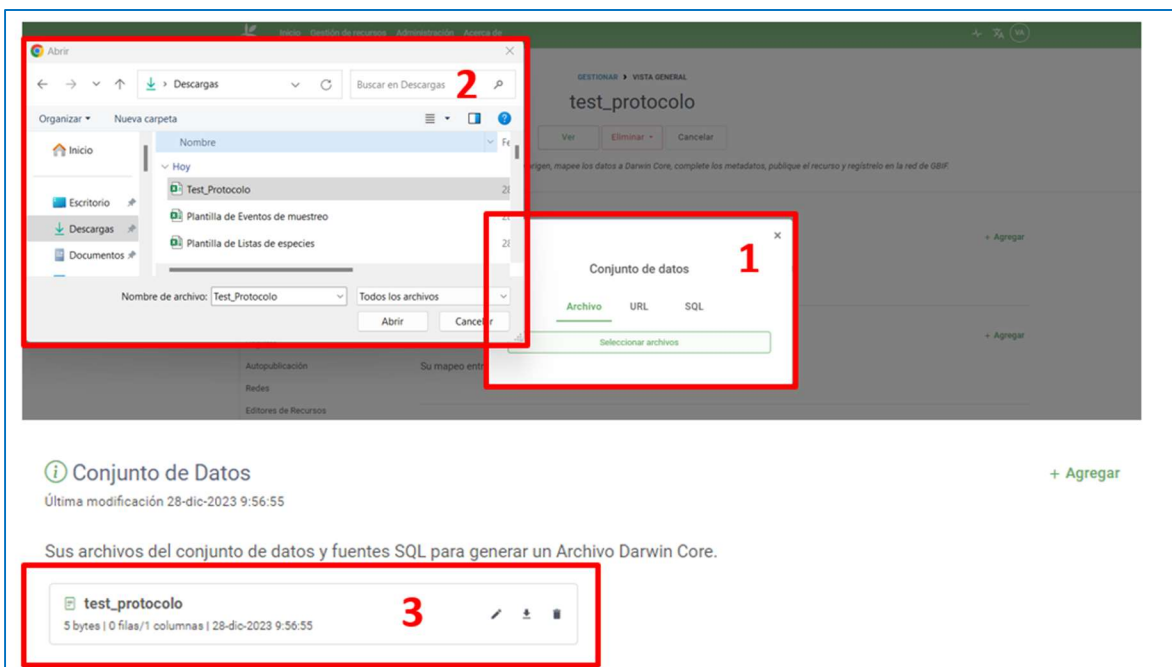 Inicio Gestión de recursos Administración Acerca de
VA
Abrir
2
Descargas
Buscar en Descargas
Organizar
Nueva carpeta
Inicio
Escritorio
Descargas
Documentos
Nombre
Fe
Hoy
Test_Protocolo
28
Plantilla de Eventos de muestreo
28
Plantilla de Listas de especies
28
Nombre de archivo: Test_Protocolo
Todos los archivos
Abrir
Cancelar
GESTIONAR > VISTA GENERAL
test_protocolo
Ver
Eliminar
Cancelar
origen, mapee los datos a Darwin Core, complete los metadatos, publique el recurso y regístrelo en la red de GBIF.
+ Agregar
1
Conjunto de datos
Archivo URL SQL
Seleccionar archivos
+ Agregar
Autopublicación
Su mapeo entr
Redes
Editores de Recursos
Conjunto de Datos
+ Agregar
Última modificación 28-dic-2023 9:56:55
Sus archivos del conjunto de datos y fuentes SQL para generar un Archivo Darwin Core.
test_protocolo
5 bytes | 0 filas/1 columnas | 28-dic-2023 9:56:55
3